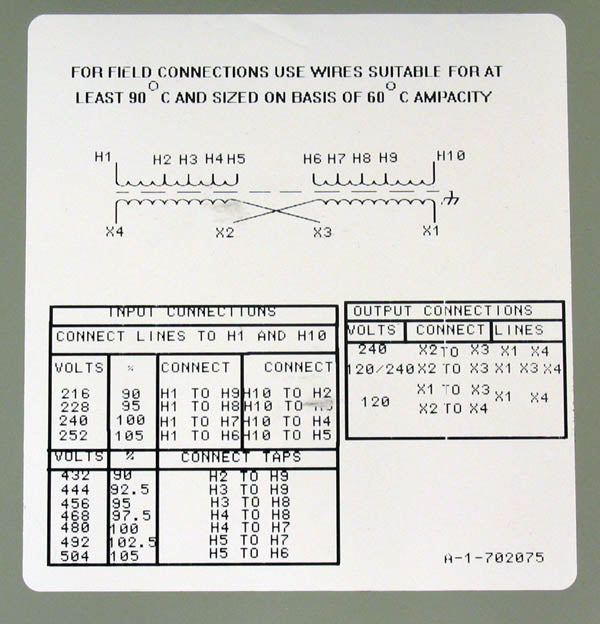 FOR FIELD CONNECTIONS USE WIRES SUITABLE FOR AT
LEAST 90°C AND SIZED ON BASIS OF 60°C AMPACITY
H1 H2 H3 H4 H5 H6 H7 H8 H9 H10
X4 X2 X3 X1
INPUT CONNECTIONS
CONNECT LINES TO H1 AND H10
VOLTS % CONNECT CONNECT
216 90 H1 TO H9 H10 TO H2
228 95 H1 TO H8 H10 TO
240 100 H1 TO H7 H10 TO H4
252 105 H1 TO H6 H10 TO H5
VOLTS % CONNECT TAPS
432 90 H2 TO H9
444 92.5 H3 TO H9
456 95 H3 TO H8
468 97.5 H4 TO H8
480 100 H4 TO H7
492 102.5 H5 TO H7
504 105 H5 TO H6
OUTPUT CONNECTIONS
VOLTS CONNECT LINES
240 X2 TO X3 X1 X4
120/240 X2 TO X3 X1 X3 X4
120 X1 TO X3 X1 X4
X2 TO X4
A-1-702075